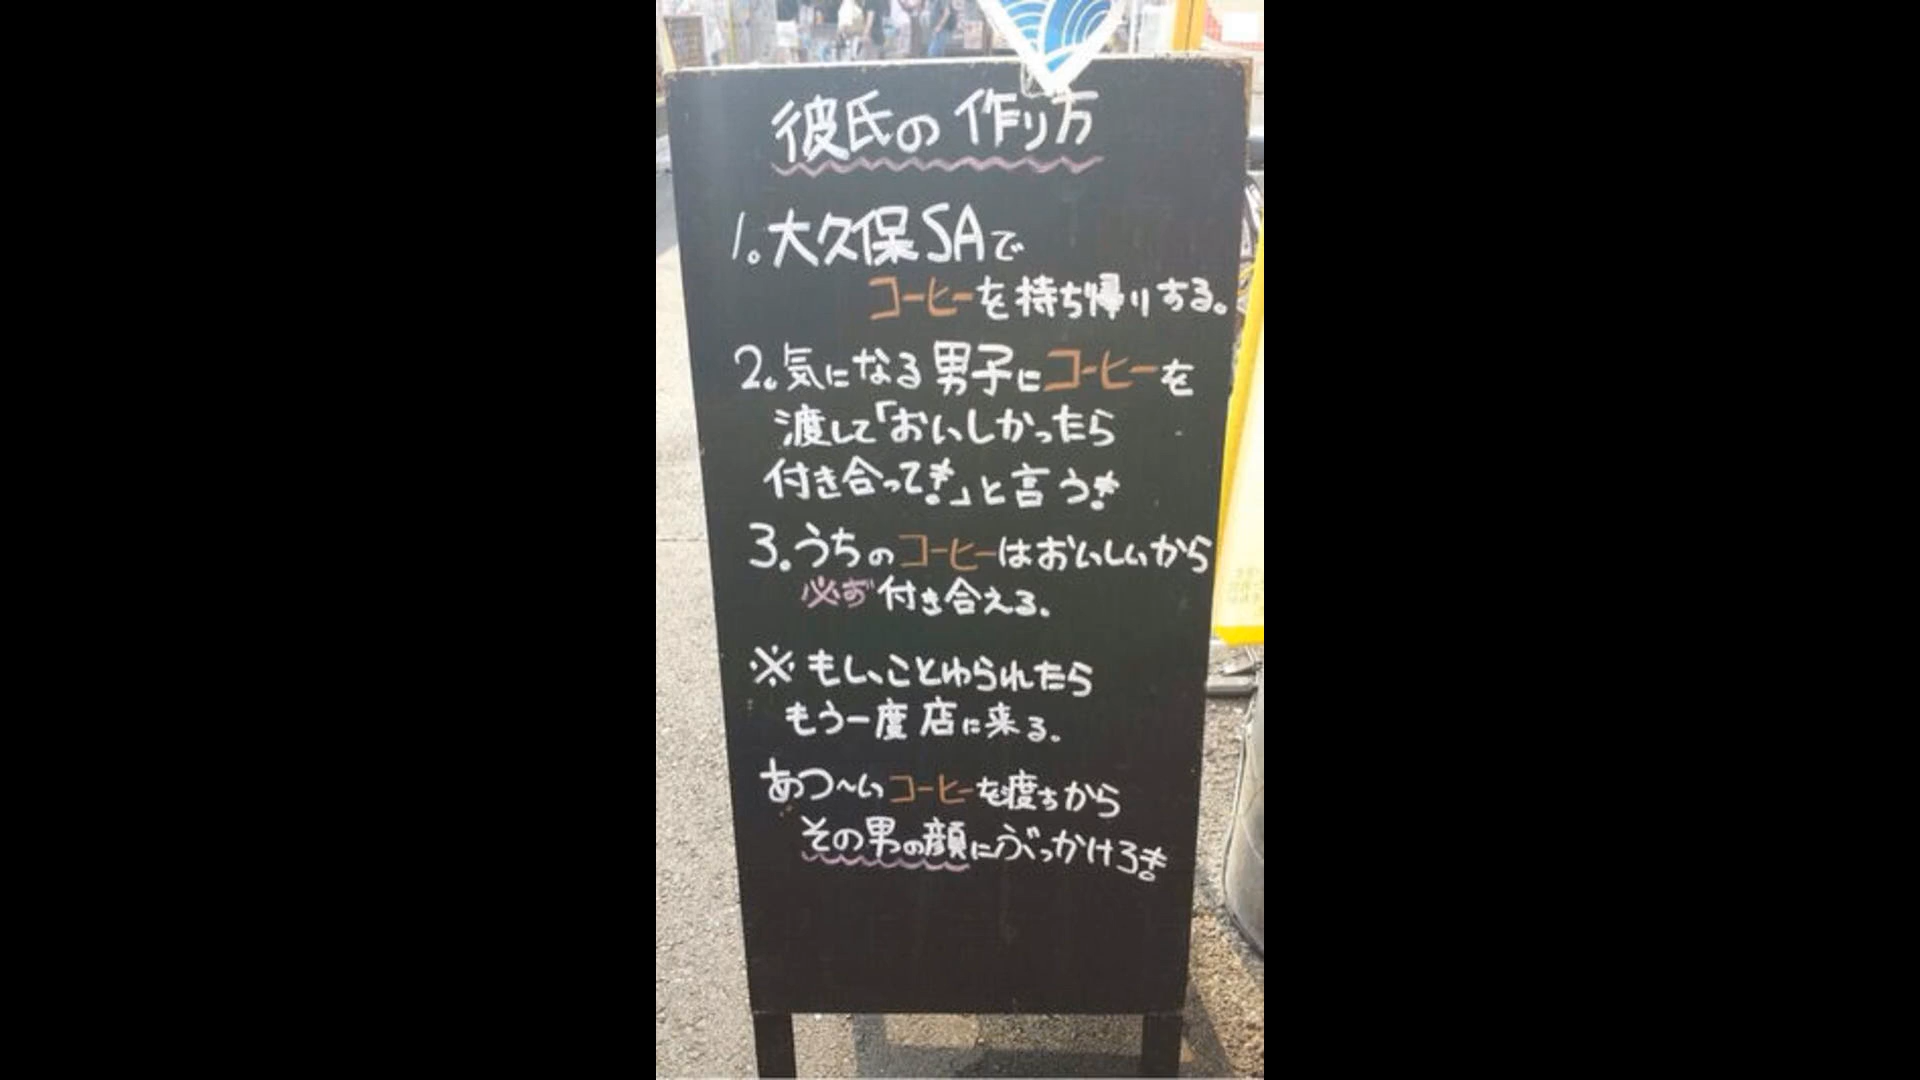 彼氏の作り方
1。大久保SAで
コーヒーを持ち帰りする。
2。気になる男子にコーヒーを
渡して「おいしかったら
付き合って!」と言う!
3。うちのコーヒーはおいしいから
必ず付き合える。
※もし、ことゆられたら
もう一度店に来る。
あつ〜いコーヒーを渡すから
その男の顔にぶっかけろ!